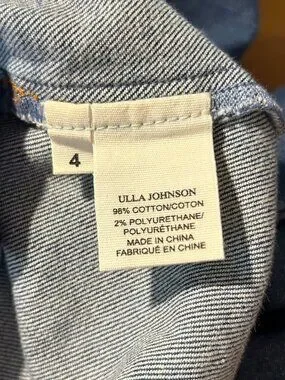 4
ULLA JOHNSON
98% COTTON/COTON
2% POLYURETHANE/
POLYURÉTHANE
MADE IN CHINA
FABRIQUÉ EN CHINE